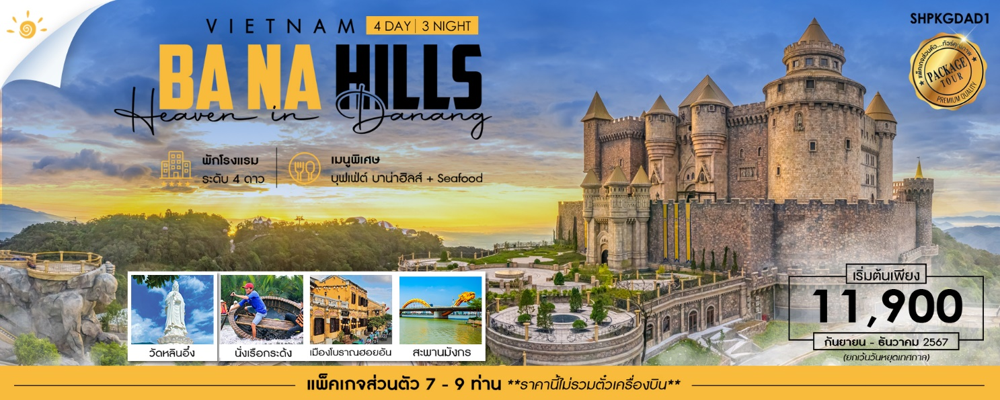 VIETNAM 4 DAY | 3 NIGHT
BA NA HILLS
Heaven in Danang
พักโรงแรม
ระดับ 4 ดาว
เมนูพิเศษ
บุฟเฟ่ต์ บาน่าฮิลส์ + Seafood
SHPKGDAD1
แพ็คเกจส่วนตัว...ทัวร์คุณภาพ
PACKAGE
TOUR
PREMIUM QUALITY
วัดหลินอึ๋ง
นั่งเรือกระด้ง
เมืองโบราณฮอยอัน
สะพานมังกร
เริ่มต้นเพียง
11,900
กันยายน - ธันวาคม 2567
(ยกเว้นวันหยุดเทศกาล)
แพ็คเกจส่วนตัว 7 - 9 ท่าน **ราคานี้ไม่รวมตั๋วเครื่องบิน**